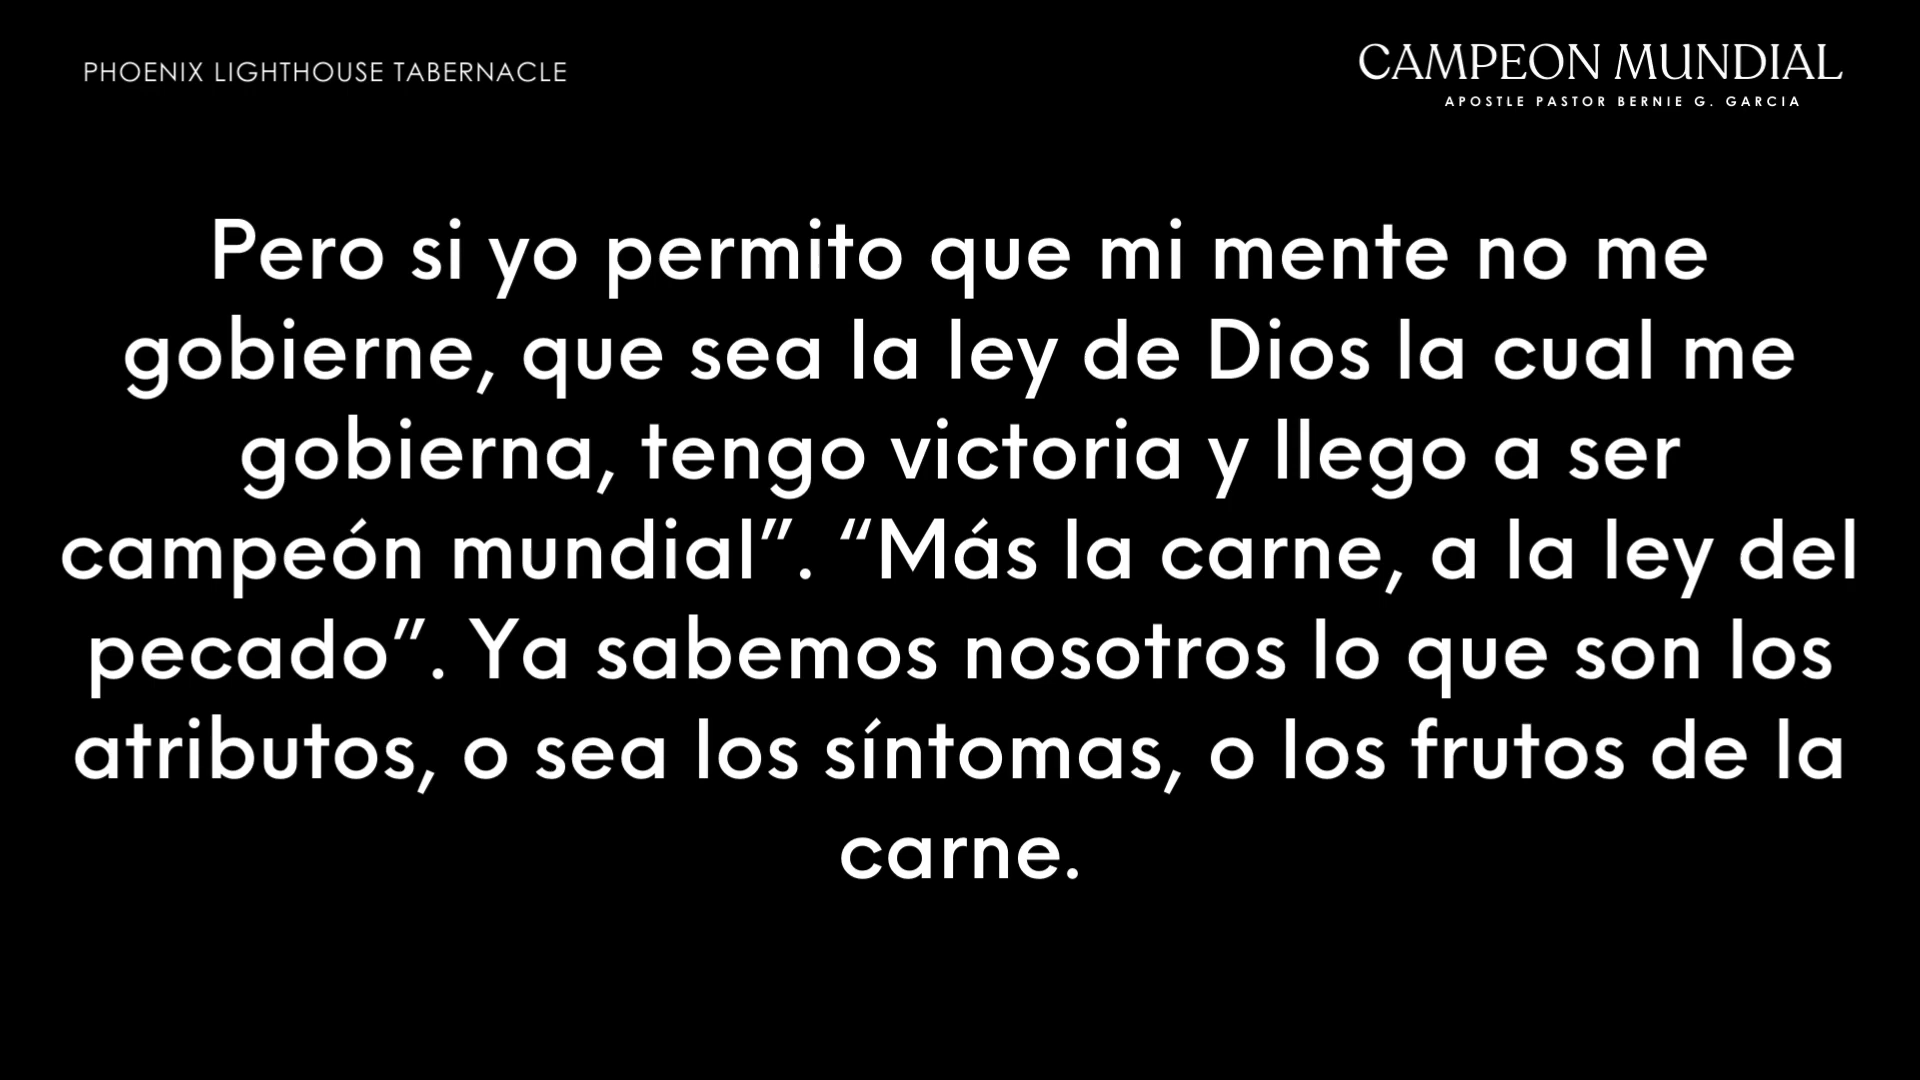 PHOENIX LIGHTHOUSE TABERNACLE
CAMPEON MUNDIAL
APOSTLE PASTOR BERNIE G. GARCIA
Pero si yo permito que mi mente no me
gobierne, que sea la ley de Dios la cual me
gobierna, tengo victoria y llego a ser
campeón mundial”. “Más la carne, a la ley del
pecado”. Ya sabemos nosotros lo que son los
atributos, o sea los síntomas, o los frutos de la
carne.